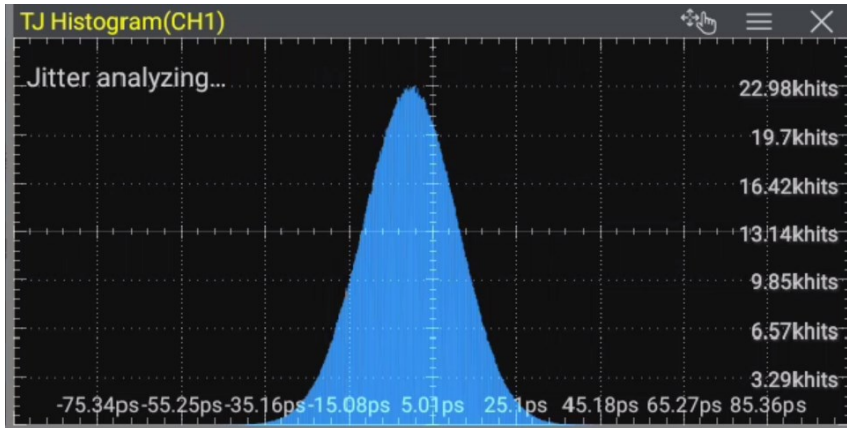 TJ Histogram(CH1)
Jitter analyzing...
22.98khits
19.7khits
16.42khits
13.14khits
9.85khits
6.57khits
3.29khits
-75.34ps -55.25ps -35.16ps -15.08ps 5.01ps 25.1ps 45.18ps 65.27ps 85.36ps